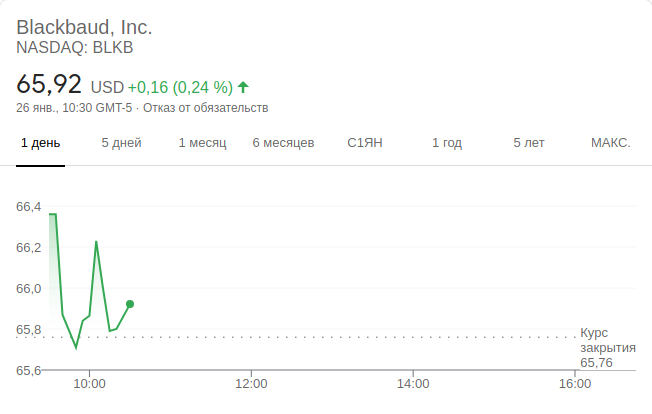 Blackbaud, Inc.
NASDAQ: BLKB
65,92 USD +0,16 (0,24 %)
26 янв., 10:30 GMT-5 · Отказ от обязательств
1 день 5 дней 1 месяц 6 месяцев С1ЯН 1 год 5 лет МАКС.
66,4
66,2
66,0
65,8
Курс
закрытия
65,76
65,6
10:00 12:00 14:00 16:00